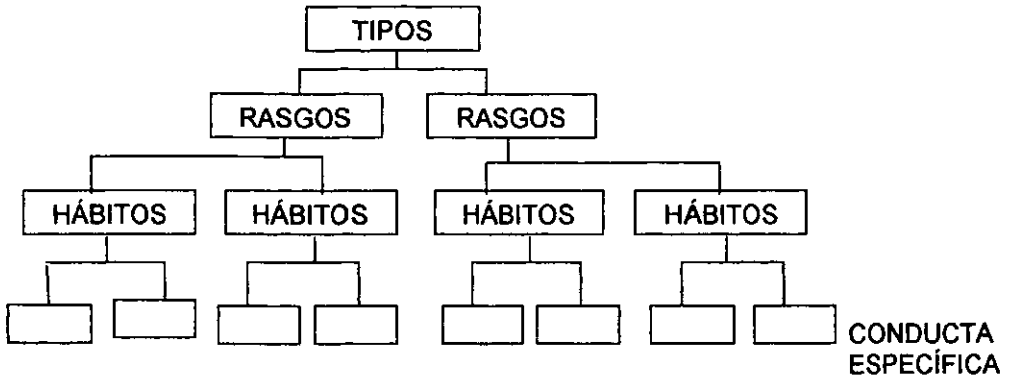 TIPOS
RASGOS RASGOS
HÁBITOS HÁBITOS HÁBITOS HÁBITOS
CONDUCTA
ESPECÍFICA